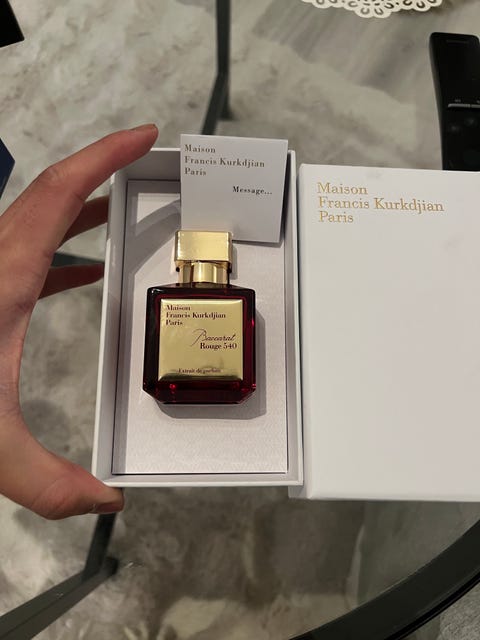 Maison
Francis Kurkdjian
Paris
Message...
Maison
Francis Kurkdjian
Paris
Maison
Francis Kurkdjian
Paris
Baccarat
Rouge 540
Extrait de parfum